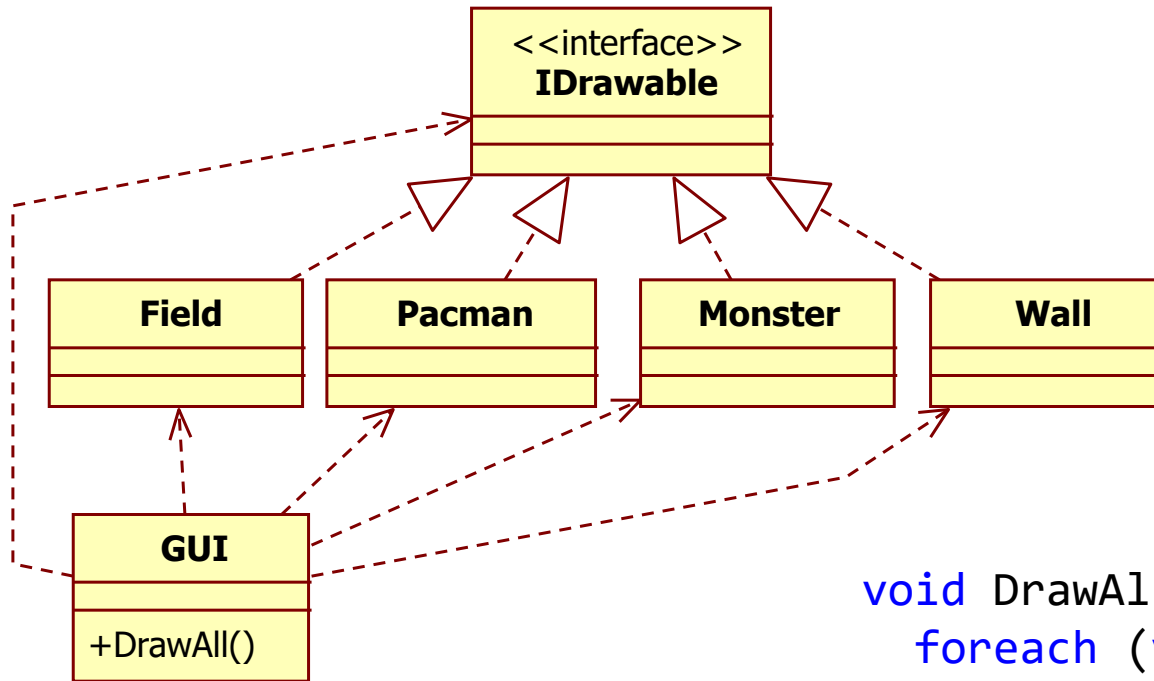 <<interface>>
IDrawable
Field
Pacman
Monster
Wall
GUI
+DrawAll()
void DrawAl
foreach (